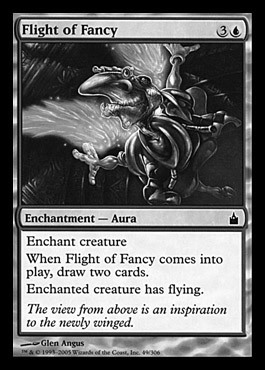 Flight of Fancy 3
Enchantment — Aura
Enchant creature
When Flight of Fancy comes into
play, draw two cards.
Enchanted creature has flying.
The view from above is an inspiration
to the newly winged.
Glen Angus
™ & © 1993–2005 Wizards of the Coast, Inc. 49/306